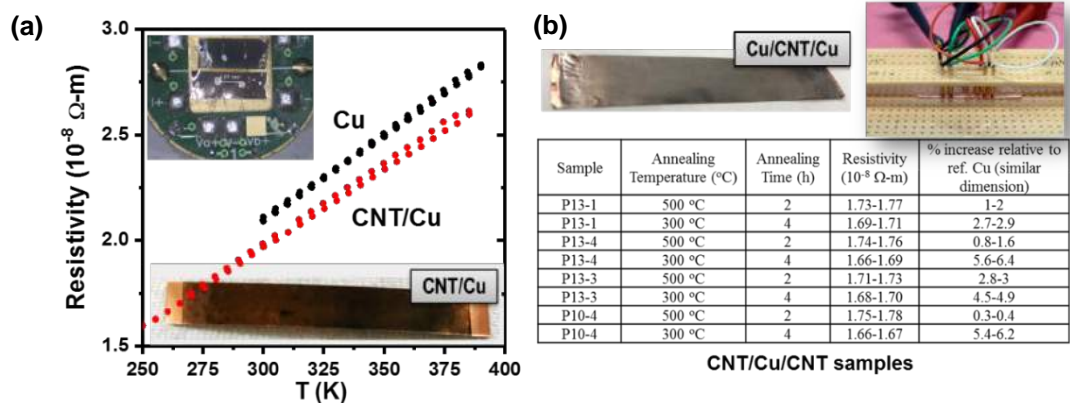 (a)
3.0
2.5
2.0
1.5
Resistivity (10⁻⁸ Ω-m)
250 275 300 325 350 375 400
T (K)
Cu
CNT/Cu
CNT/Cu
(b)
Cu/CNT/Cu
Sample | Annealing Temperature (°C) | Annealing Time (h) | Resistivity (10⁻⁸ Ω-m) | % increase relative to ref. Cu (similar dimension)
P13-1 | 500 °C | 2 | 1.73-1.77 | 1-2
P13-1 | 300 °C | 4 | 1.69-1.71 | 2.7-2.9
P13-4 | 500 °C | 2 | 1.74-1.76 | 0.8-1.6
P13-4 | 300 °C | 4 | 1.66-1.69 | 5.6-6.4
P13-3 | 500 °C | 2 | 1.71-1.73 | 2.8-3
P13-3 | 300 °C | 4 | 1.68-1.70 | 4.5-4.9
P10-4 | 500 °C | 2 | 1.75-1.78 | 0.3-0.4
P10-4 | 300 °C | 4 | 1.66-1.67 | 5.4-6.2
CNT/Cu/CNT samples